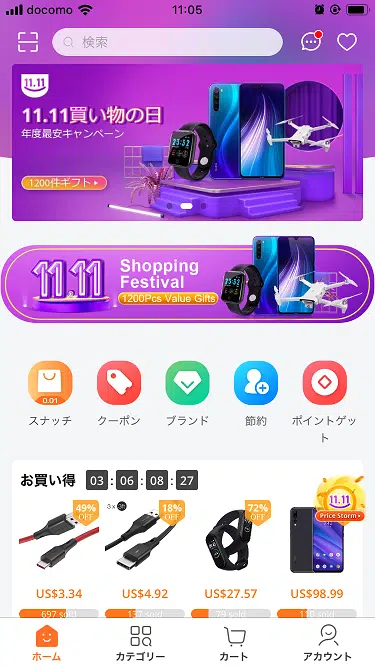 docomo
11:05
検索
11.11
11.11買い物の日
年度最安キャンペーン
1200件ギフト
11.11
Shopping
Festival
1200Pcs Value Gifts
0.01
スナッチ
クーポン
ブランド
節約
ポイントゲッ
ト
お買い得 03 : 06 : 08 : 27
49%
OFF
3 x
18%
OFF
72%
OFF
11.11
Price Storm
US$3.34
US$4.92
US$27.57
US$98.99
697 sold
137 sold
79 sold
110 sold
ホーム
カテゴリー
カート
アカウント